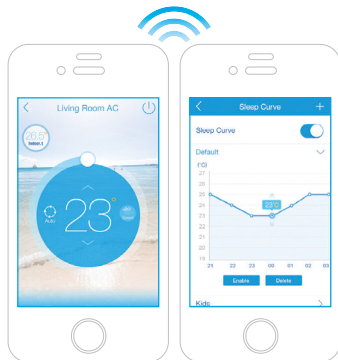 Living Room AC
26.5°
23°
Auto
Sleep Curve
Sleep Curve
Default
(°C)
27
26
25
24
23
22
21
20
19
23°C
21 22 23 00 01 02 03
Enable Delete
Kids